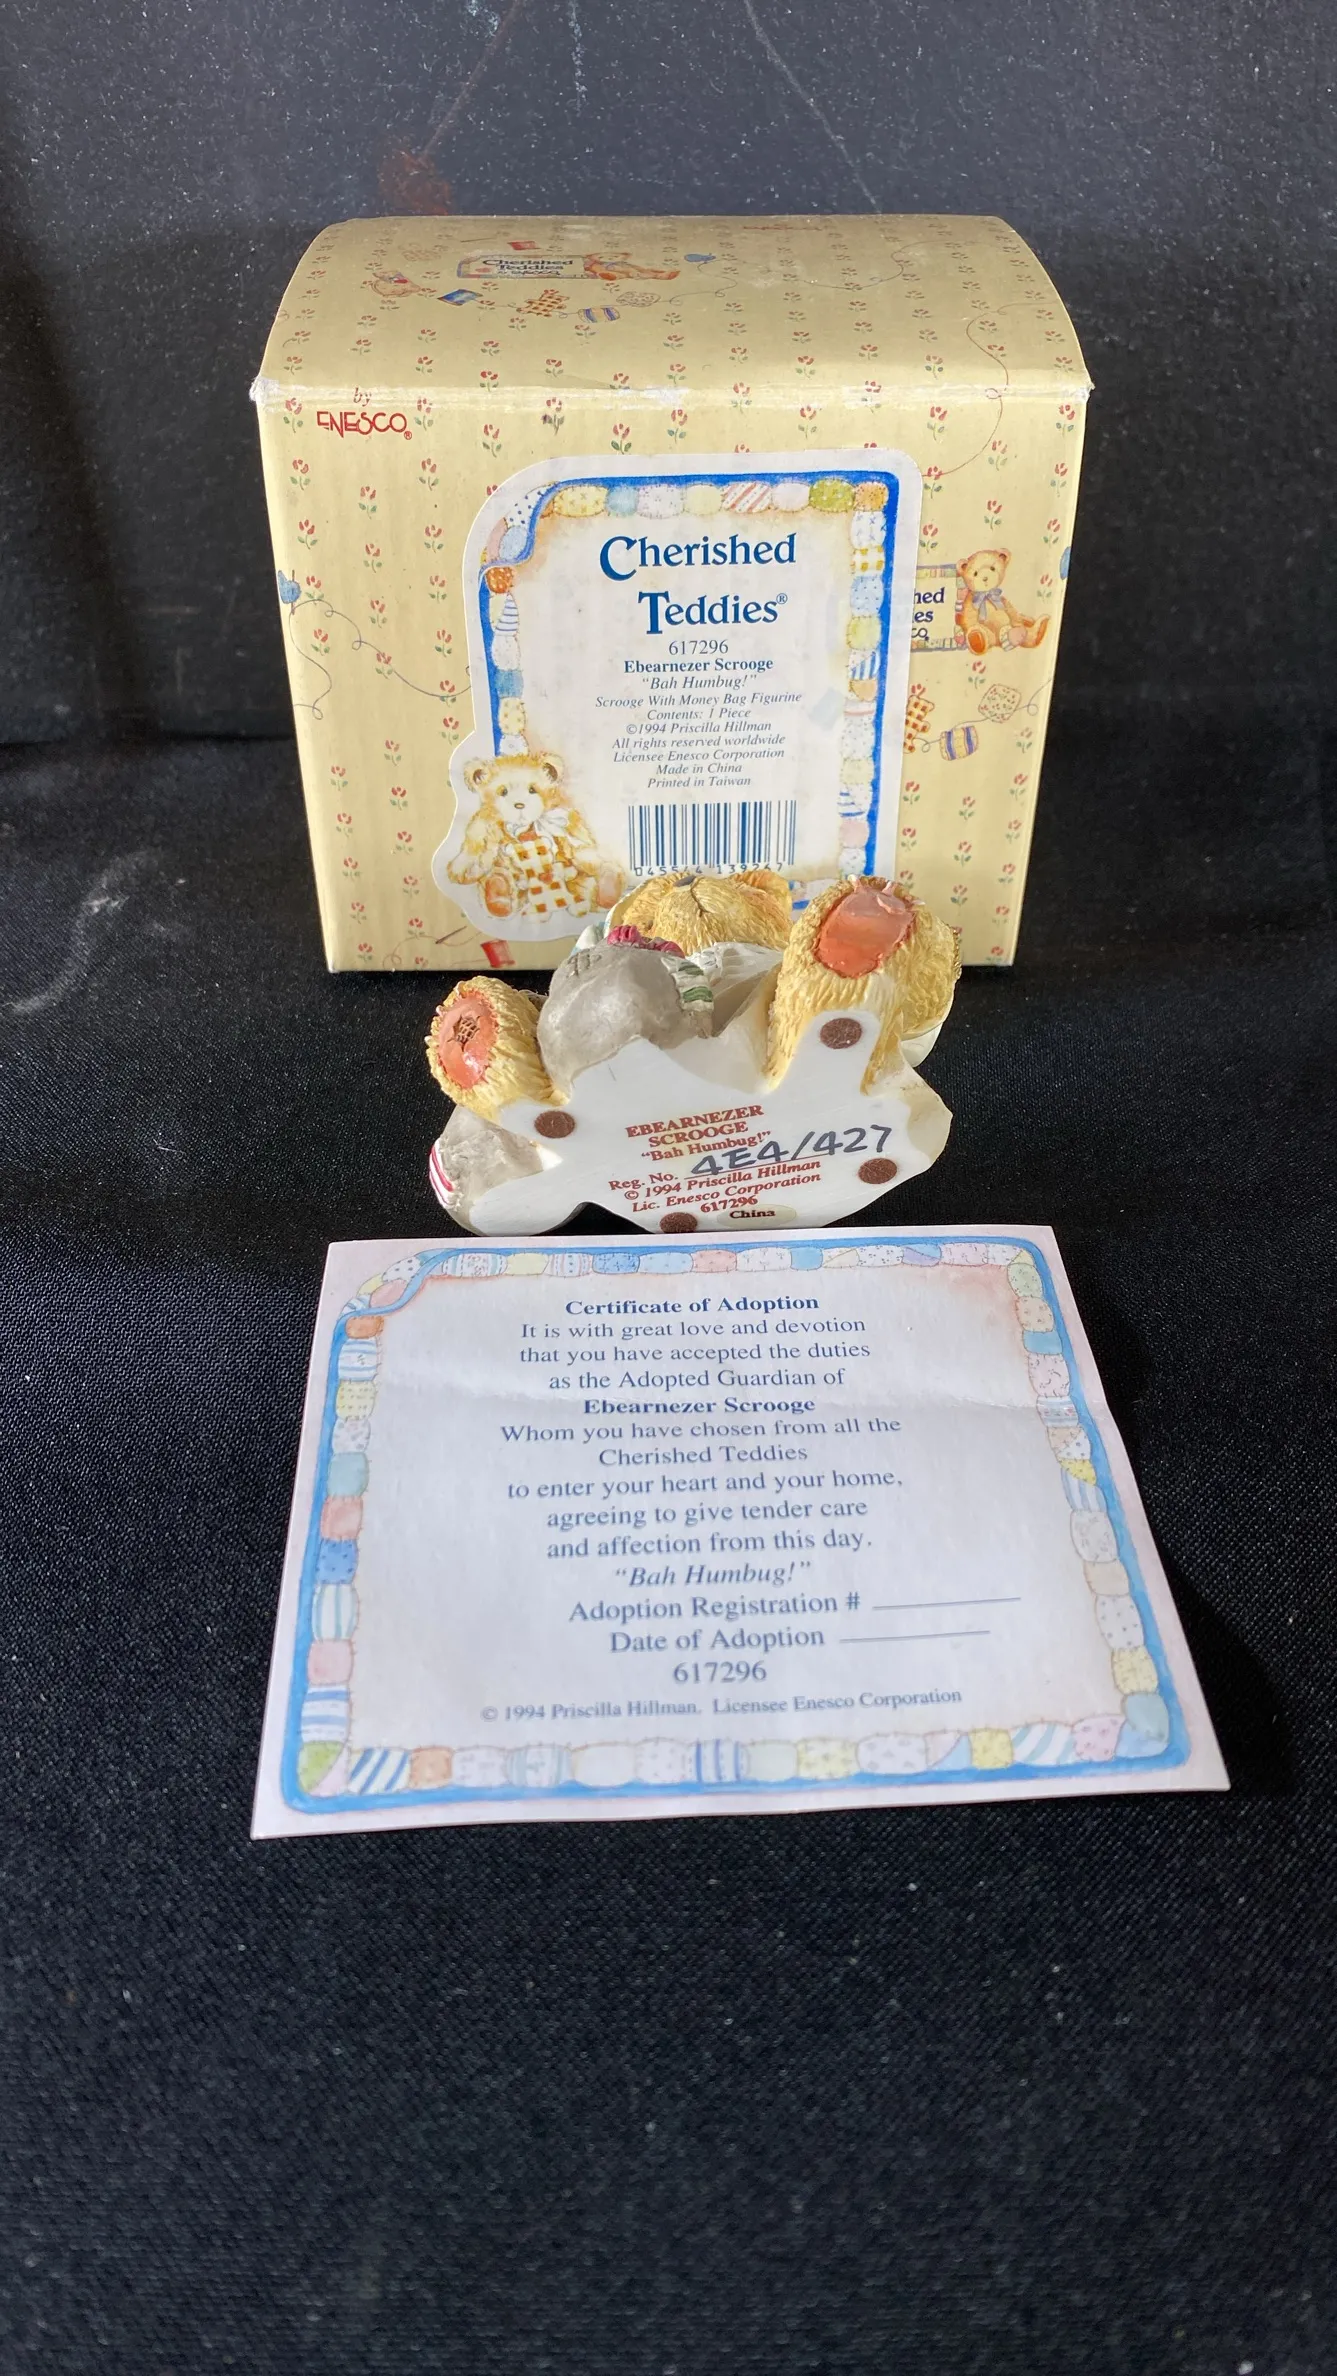 Cherished
Teddies
by
ENESCO®
Cherished
Teddies®
617296
Ebearnezer Scrooge
"Bah Humbug!"
Scrooge With Money Bag Figurine
Contents: 1 Piece
©1994 Priscilla Hillman
All rights reserved worldwide
Licensee Enesco Corporation
Made in China
Printed in Taiwan
hed
es
EBEARNEZER
SCROOGE
"Bah Humbug!"
Reg. No. 4E4/427
© 1994 Priscilla Hillman
Lic. Enesco Corporation
617296
China
Certificate of Adoption
It is with great love and devotion
that you have accepted the duties
as the Adopted Guardian of
Ebearnezer Scrooge
Whom you have chosen from all the
Cherished Teddies
to enter your heart and your home,
agreeing to give tender care
and affection from this day.
"Bah Humbug!"
Adoption Registration #
Date of Adoption
617296
© 1994 Priscilla Hillman. Licensee Enesco Corporation